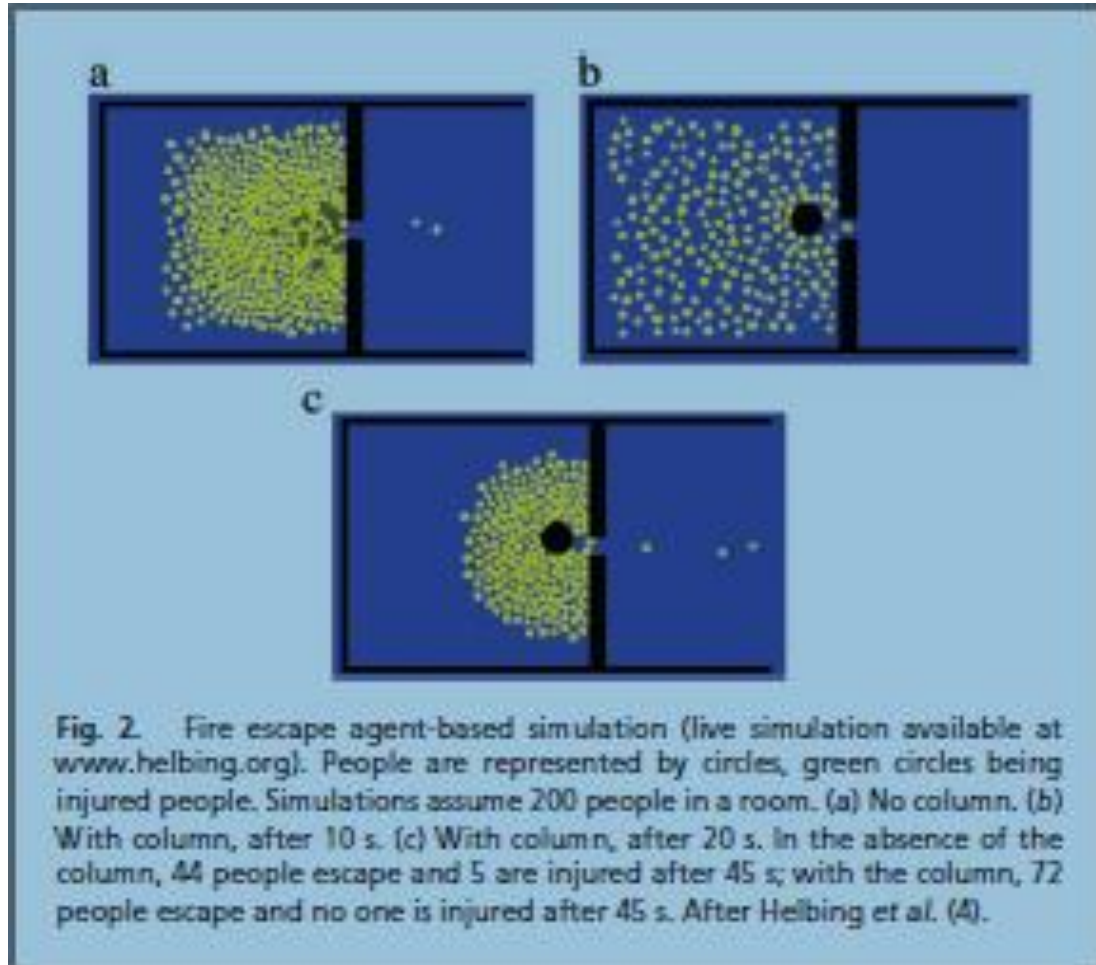 a
b
c
Fig. 2. Fire escape agent-based simulation (live simulation available at
www.helbing.org). People are represented by circles, green circles being
injured people. Simulations assume 200 people in a room. (a) No column. (b)
With column, after 10 s. (c) With column, after 20 s. In the absence of the
column, 44 people escape and 5 are injured after 45 s; with the column, 72
people escape and no one is injured after 45 s. After Helbing et al. (4).